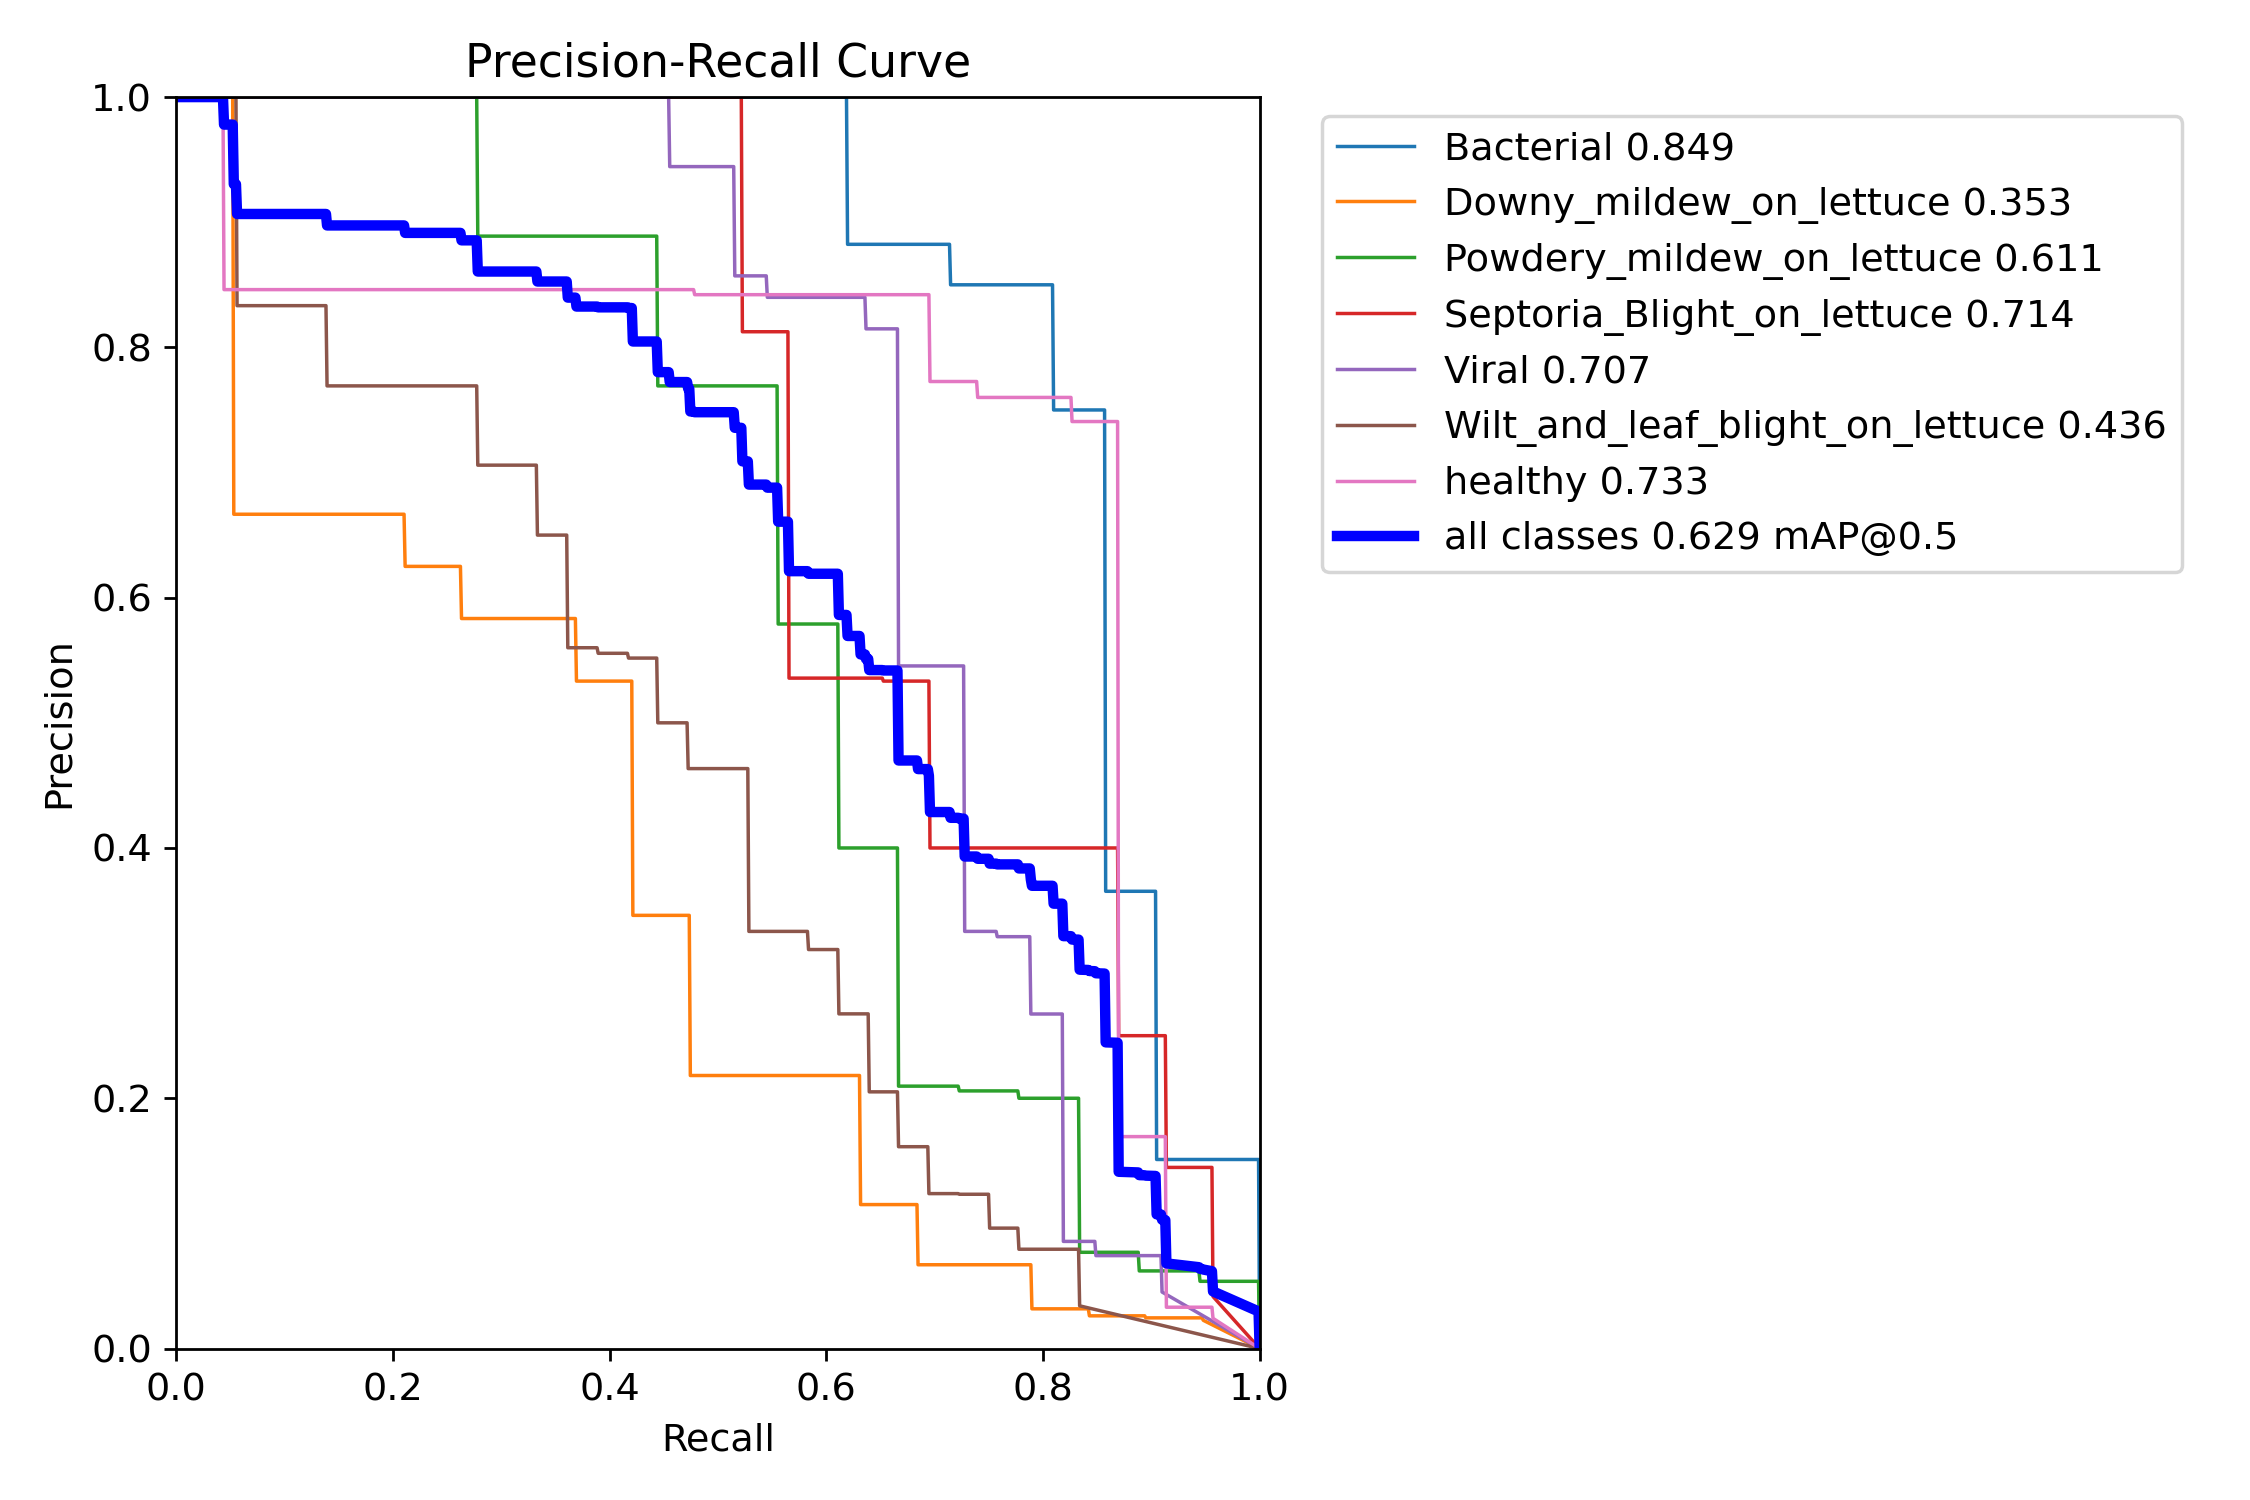 Precision-Recall Curve
1.0
0.8
0.6
0.4
0.2
0.0
Precision
0.0 0.2 0.4 0.6 0.8 1.0
Recall
Bacterial 0.849
Downy_mildew_on_lettuce 0.353
Powdery_mildew_on_lettuce 0.611
Septoria_Blight_on_lettuce 0.714
Viral 0.707
Wilt_and_leaf_blight_on_lettuce 0.436
healthy 0.733
all classes 0.629 mAP@0.5